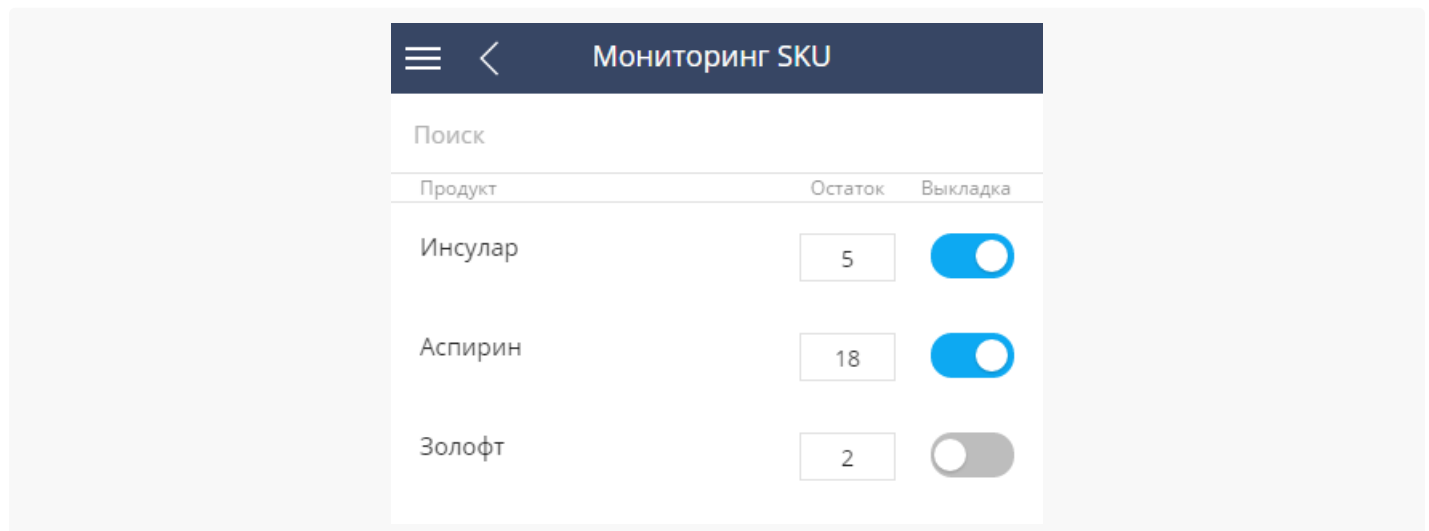 Мониторинг SKU
Поиск
Продукт Остаток Выкладка
Инсулар 5
Аспирин 18
Золофт 2